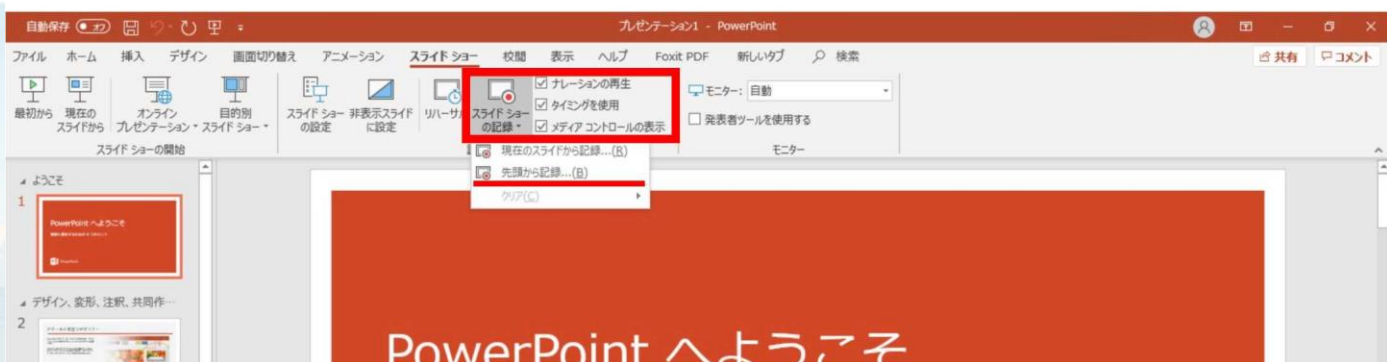 自動保存 オフ プレゼンテーション1 - PowerPoint
ファイル ホーム 挿入 デザイン 画面切り替え アニメーション スライド ショー 校閲 表示 ヘルプ Foxit PDF 新しいタブ 検索 共有 コメント
最初から
現在の
スライドから
オンライン
プレゼンテーション
目的別
スライド ショー
スライド ショー
の設定
非表示スライド
に設定
リハーサル
スライド ショー
の記録
ナレーションの再生
タイミングを使用
メディア コントロールの表示
モニター: 自動
発表者ツールを使用する
スライド ショーの開始
モニター
現在のスライドから記録...(R)
先頭から記録...(B)
クリア(C)
ようこそ
1
PowerPoint へようこそ
PowerPoint
デザイン、変形、注釈、共同作…
2
PowerPoint へようこそ